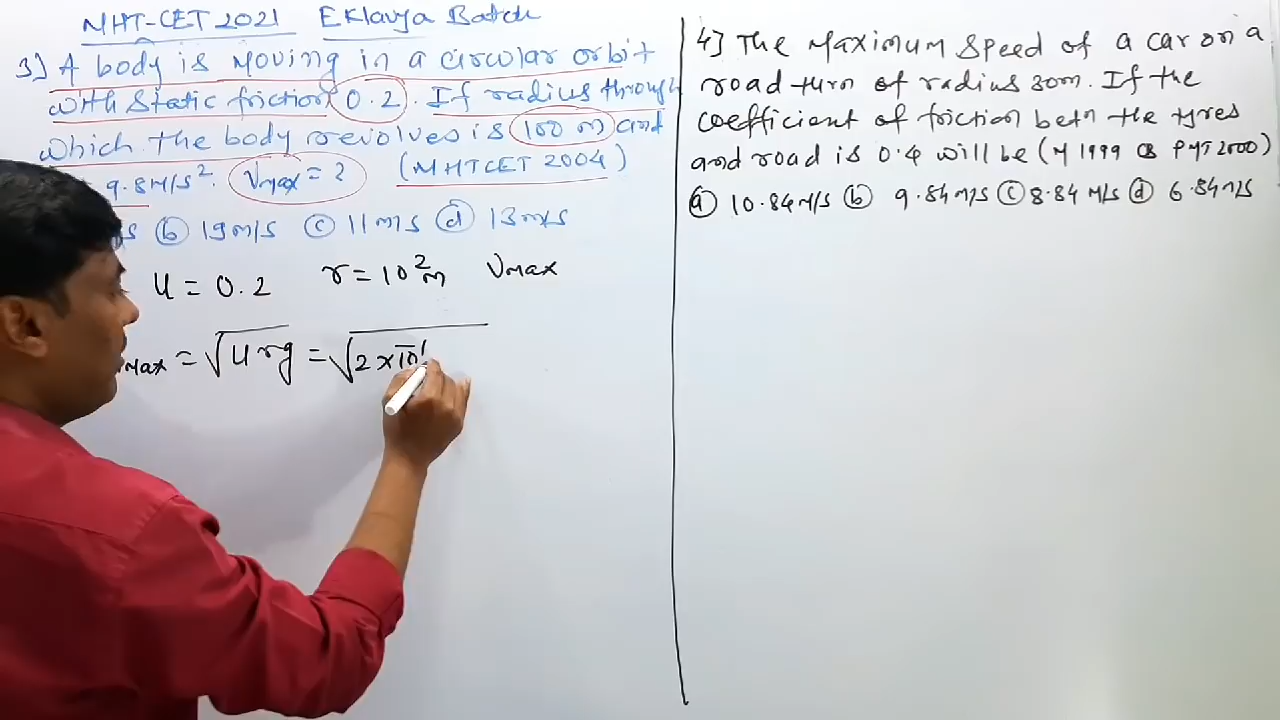 MHT-CET 2021 Eklavya Batch
3] A body is Moving in a circular orbit
with static friction 0.2. If radius through
which the body revolves is 100 m and
9.8 M/S². Vmax = ?  (MHTCET 2004)
s (b) 19 m/s (c) 11 m/s (d) 13 m/s
u = 0.2 r = 10² m Vmax
max = √u rg = √2 × 10¯¹
4] The Maximum speed of a car on a
road turn of radius 30m. If the
coefficient of friction betn the tyres
and road is 0.4 will be (M 1999 CB PMT 2000)
(a) 10.84 M/s (b) 9.84 m/s (c) 8.84 M/s (d) 6.84 m/s